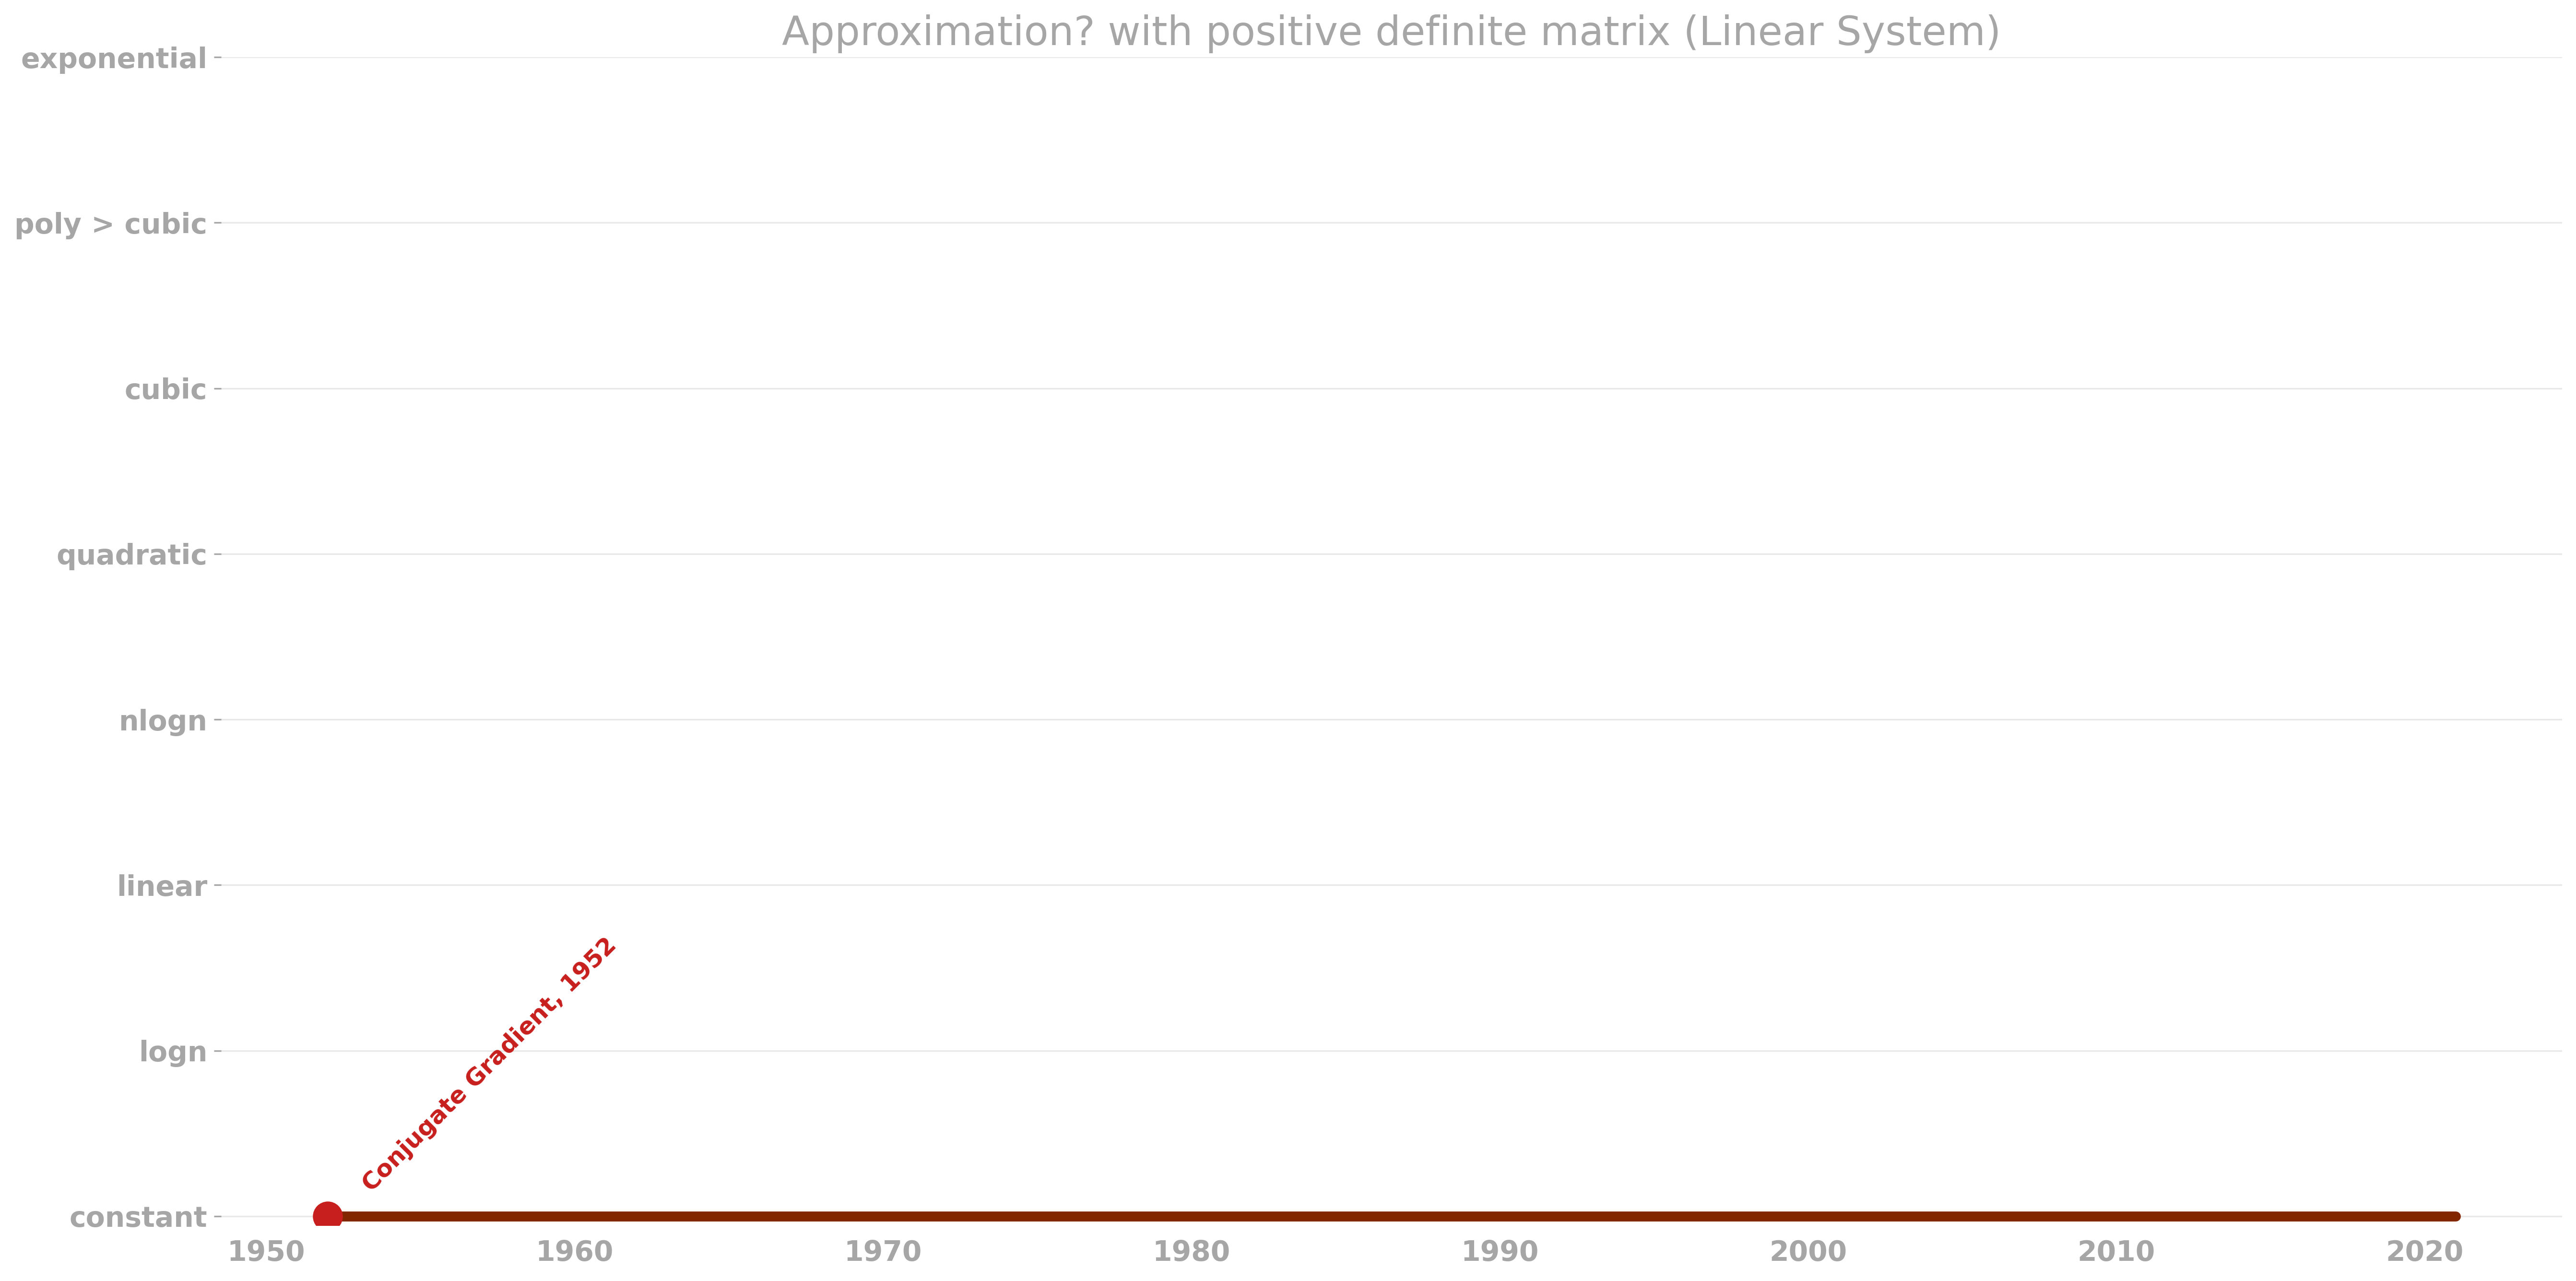 Approximation? with positive definite matrix (Linear System)
exponential
poly > cubic
cubic
quadratic
nlogn
linear
logn
constant
Conjugate Gradient, 1952
1950 1960 1970 1980 1990 2000 2010 2020